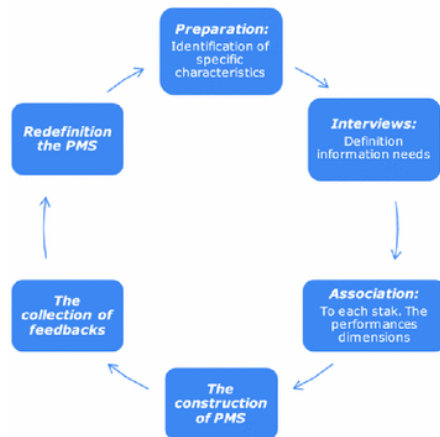 Preparation:
Identification of
specific
characteristics
Interviews:
Definition
information needs
Association:
To each stak. The
performances
dimensions
The
construction
of PMS
The
collection of
feedbacks
Redefinition
the PMS